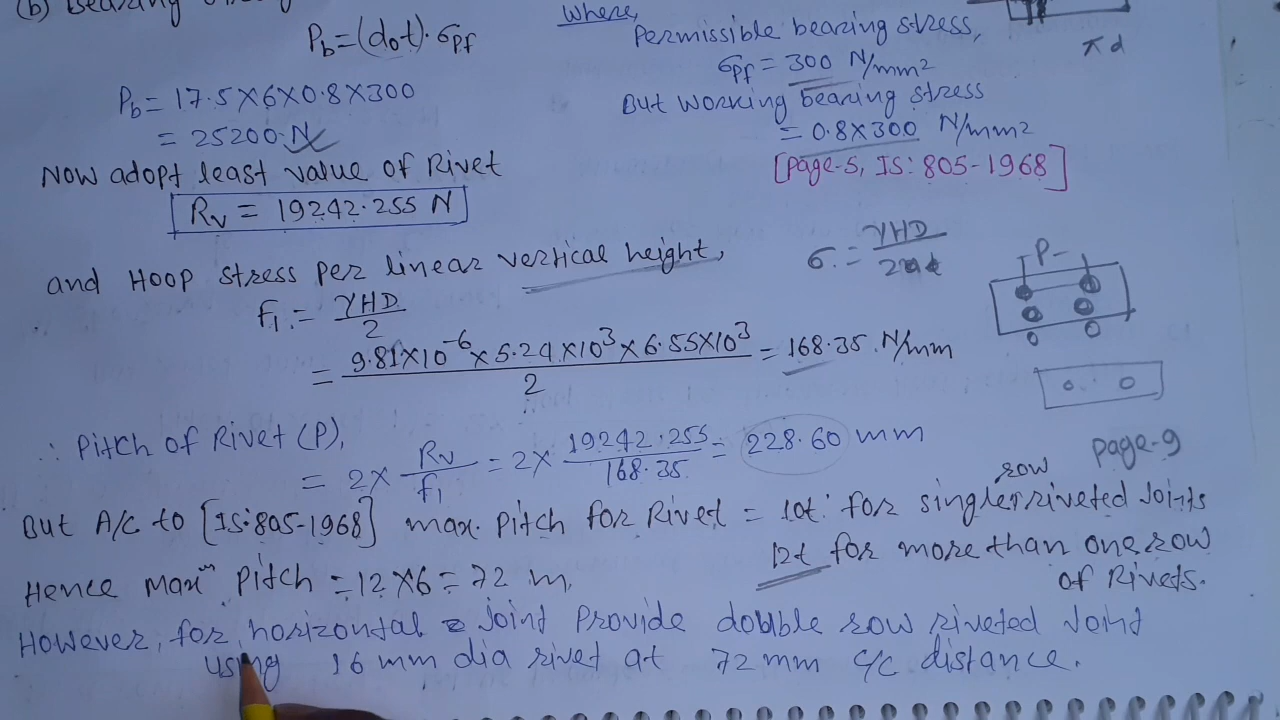 (b) Bearing
Pb = (d₀t)·σpf
Where,
Permissible bearing stress,
σpf = 300 N/mm²
πd
Pb = 17.5×6×0.8×300
= 25200 N
But working bearing stress
= 0.8×300 N/mm²
[Page-5, IS: 805-1968]
Now adopt least value of Rivet
Rv = 19242.255 N
and Hoop stress per linear vertical height,
σ = γHD
P
f₁ = γHD/2
= 9.81×10⁻⁶×5.24×10³×6.55×10³/2 = 168.35 N/mm
∴ Pitch of Rivet (P),
= 2× Rv/f₁ = 2× 19242.255/168.35 = 228.60 mm
Page-9
row
But A/C to [IS:805-1968] max. pitch for Rivet = 10t for single riveted Joints
12t for more than one row
of Rivets.
Hence Maxᵐ Pitch = 12×6 = 72 m,
However, for horizontal Joint Provide double row riveted Joint
using 16 mm dia rivet at 72 mm c/c distance.